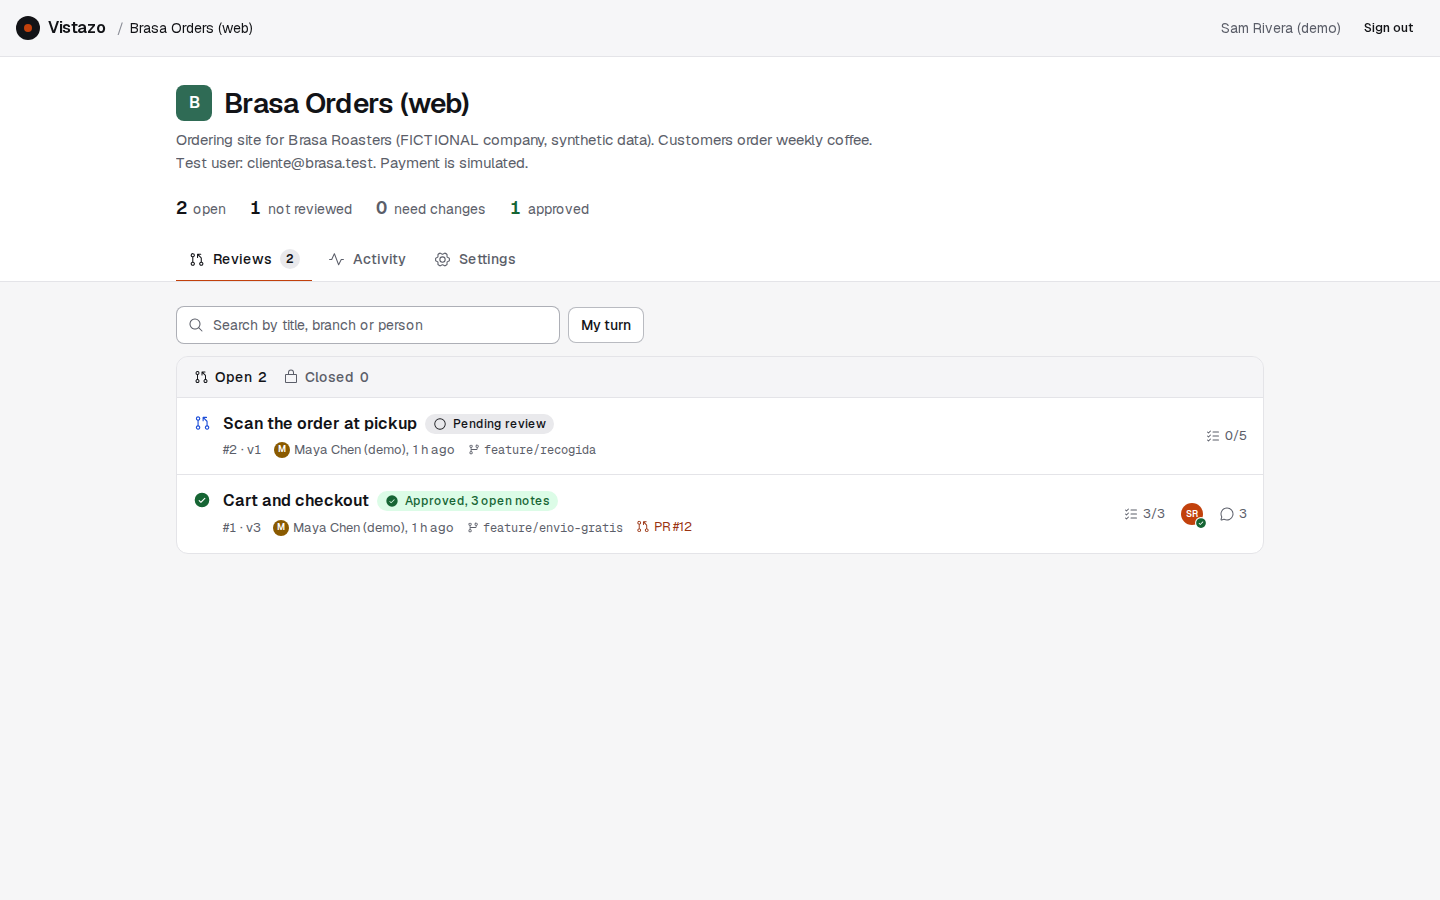 Vistazo / Brasa Orders (web)
Sam Rivera (demo) Sign out
B Brasa Orders (web)
Ordering site for Brasa Roasters (FICTIONAL company, synthetic data). Customers order weekly coffee.
Test user: cliente@brasa.test. Payment is simulated.
2 open 1 not reviewed 0 need changes 1 approved
Reviews 2 Activity Settings
Search by title, branch or person My turn
Open 2 Closed 0
Scan the order at pickup Pending review
#2 · v1 M Maya Chen (demo), 1 h ago feature/recogida
0/5
Cart and checkout Approved, 3 open notes
#1 · v3 M Maya Chen (demo), 1 h ago feature/envio-gratis PR #12
3/3 SR 3